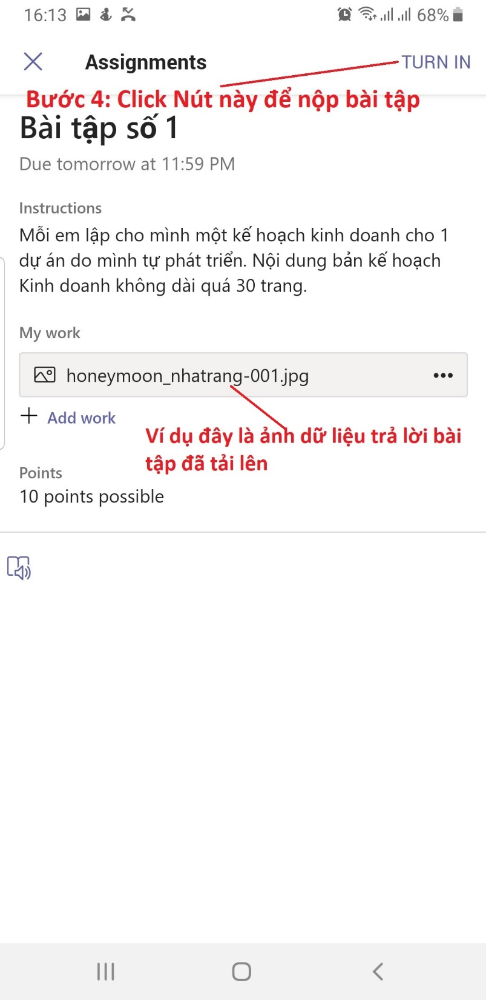 16:13 68%
Assignments TURN IN
Bước 4: Click Nút này để nộp bài tập
Bài tập số 1
Due tomorrow at 11:59 PM
Instructions
Mỗi em lập cho mình một kế hoạch kinh doanh cho 1
dự án do mình tự phát triển. Nội dung bản kế hoạch
Kinh doanh không dài quá 30 trang.
My work
honeymoon_nhatrang-001.jpg
Add work
Ví dụ đây là ảnh dữ liệu trả lời bài
tập đã tải lên
Points
10 points possible